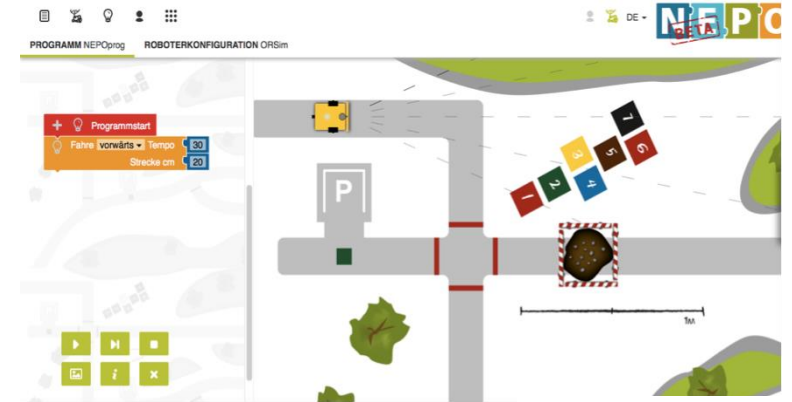 DE
NEPO
BETA
PROGRAMM NEPOprog
ROBOTERKONFIGURATION ORSim
+ Programmstart
Fahre vorwärts Tempo 30
Strecke cm 20
P
1
2
3
4
5
6
7
1m
i